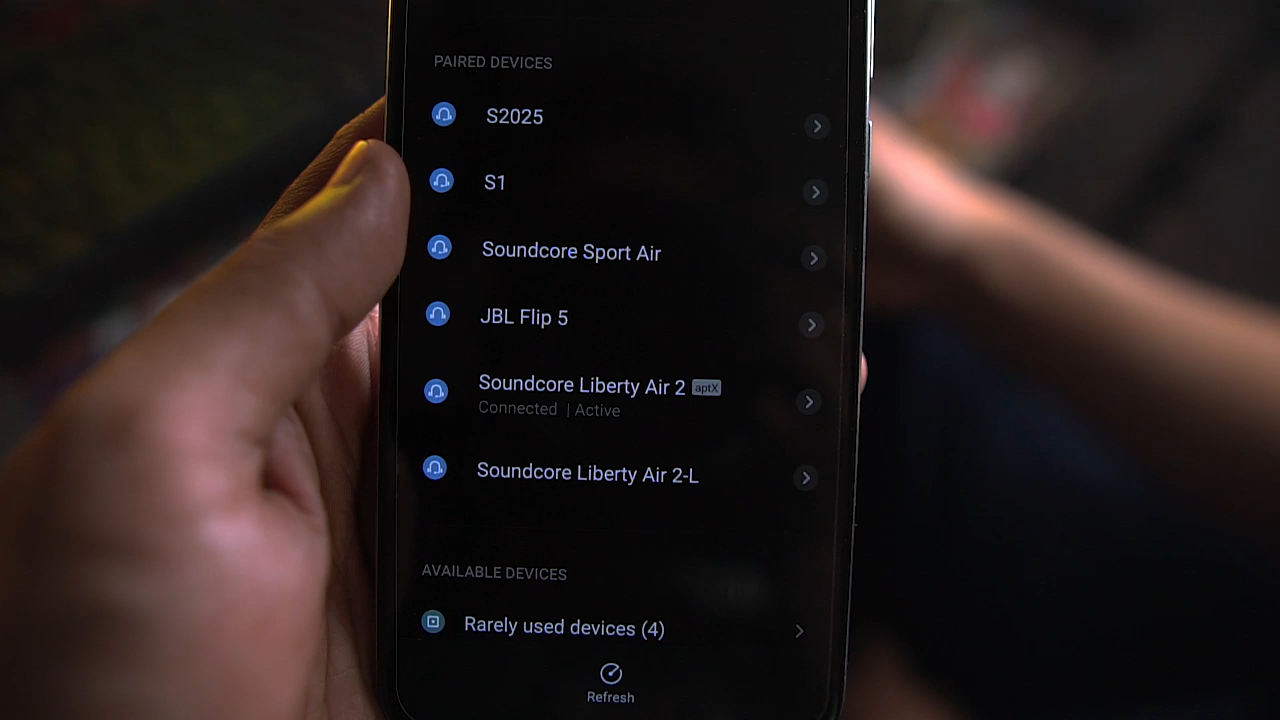 PAIRED DEVICES
S2025
S1
Soundcore Sport Air
JBL Flip 5
Soundcore Liberty Air 2 aptX
Connected | Active
Soundcore Liberty Air 2-L
AVAILABLE DEVICES
Rarely used devices (4)
Refresh